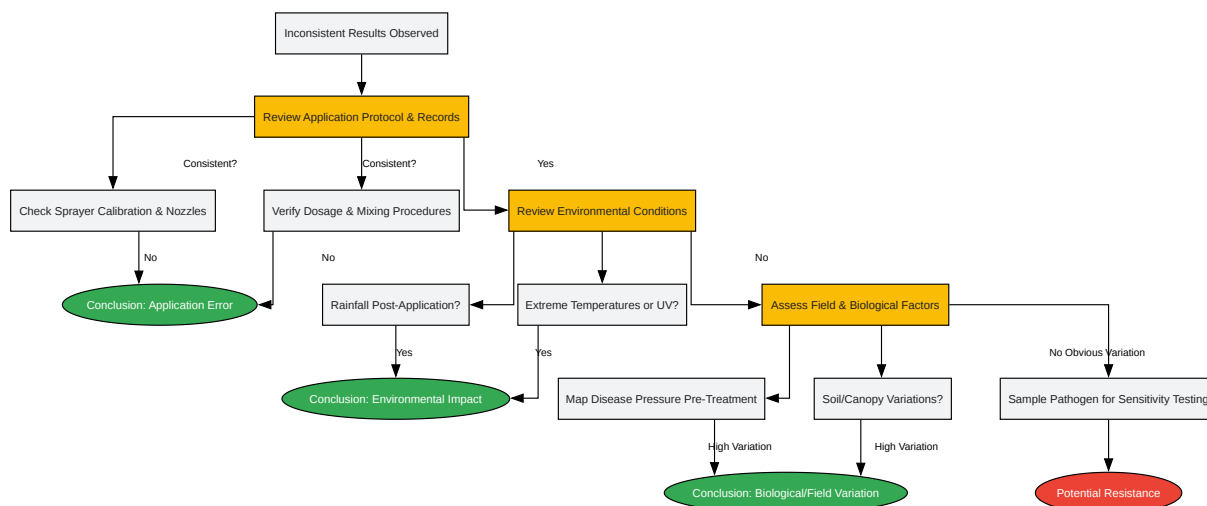 Inconsistent Results Observed
Review Application Protocol & Records
Consistent?
Consistent?
Yes
Check Sprayer Calibration & Nozzles
Verify Dosage & Mixing Procedures
Review Environmental Conditions
No
No
No
Conclusion: Application Error
Rainfall Post-Application?
Extreme Temperatures or UV?
Assess Field & Biological Factors
Yes
Yes
No Obvious Variation
Conclusion: Environmental Impact
Map Disease Pressure Pre-Treatment
Soil/Canopy Variations?
Sample Pathogen for Sensitivity Testing
High Variation
High Variation
Conclusion: Biological/Field Variation
Potential Resistance